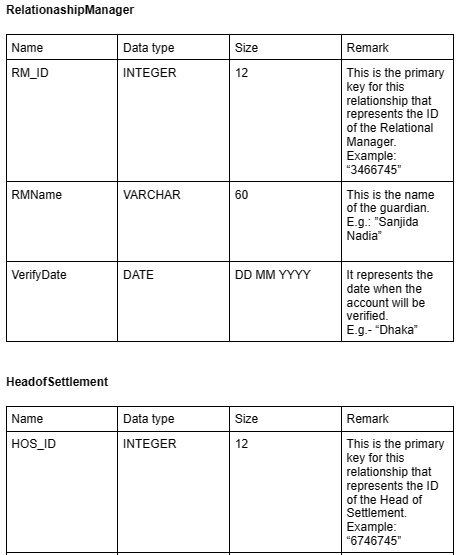 RelationashipManager
Name Data type Size Remark
RM_ID INTEGER 12 This is the primary
key for this
relationship that
represents the ID
of the Relational
Manager.
Example:
“3466745”
RMName VARCHAR 60 This is the name
of the guardian.
E.g.: ”Sanjida
Nadia”
VerifyDate DATE DD MM YYYY It represents the
date when the
account will be
verified.
E.g.- “Dhaka”
HeadofSettlement
Name Data type Size Remark
HOS_ID INTEGER 12 This is the primary
key for this
relationship that
represents the ID
of the Head of
Settlement.
Example:
“6746745”